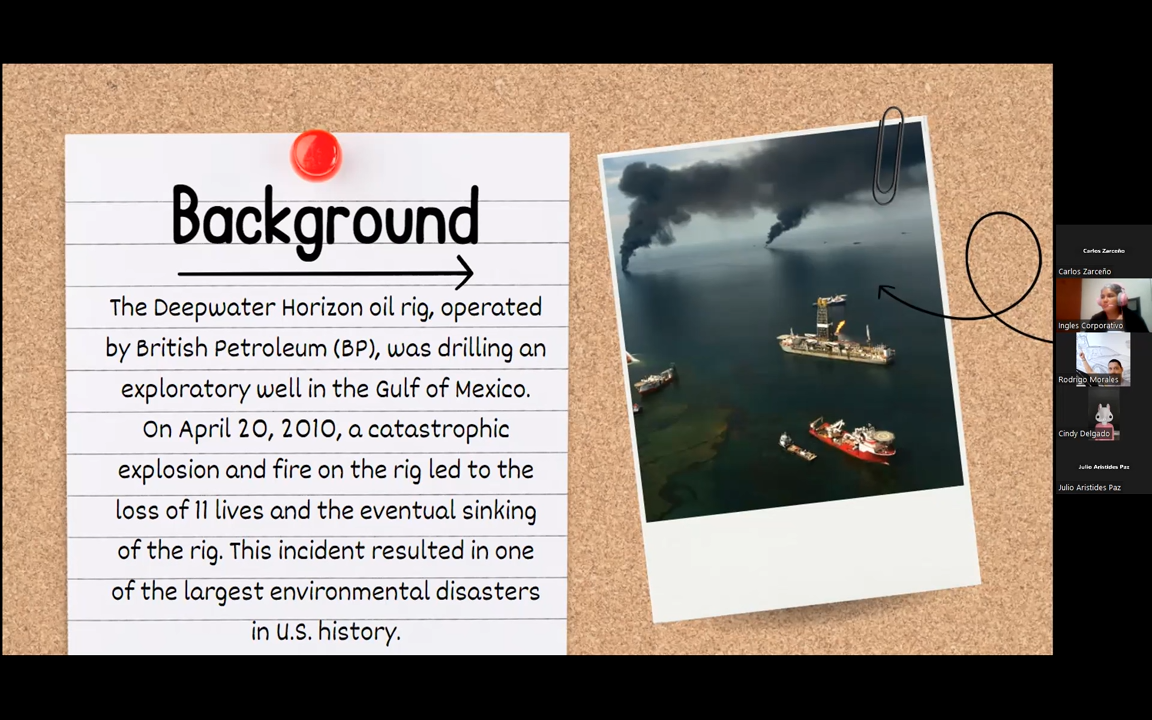 Background
The Deepwater Horizon oil rig, operated
by British Petroleum (BP), was drilling an
exploratory well in the Gulf of Mexico.
On April 20, 2010, a catastrophic
explosion and fire on the rig led to the
loss of 11 lives and the eventual sinking
of the rig. This incident resulted in one
of the largest environmental disasters
in U.S. history.
Carlos Zarceño
Carlos Zarceño
Ingles Corporativo
Rodrigo Morales
Cindy Delgado
Julio Aristides Paz
Julio Aristides Paz